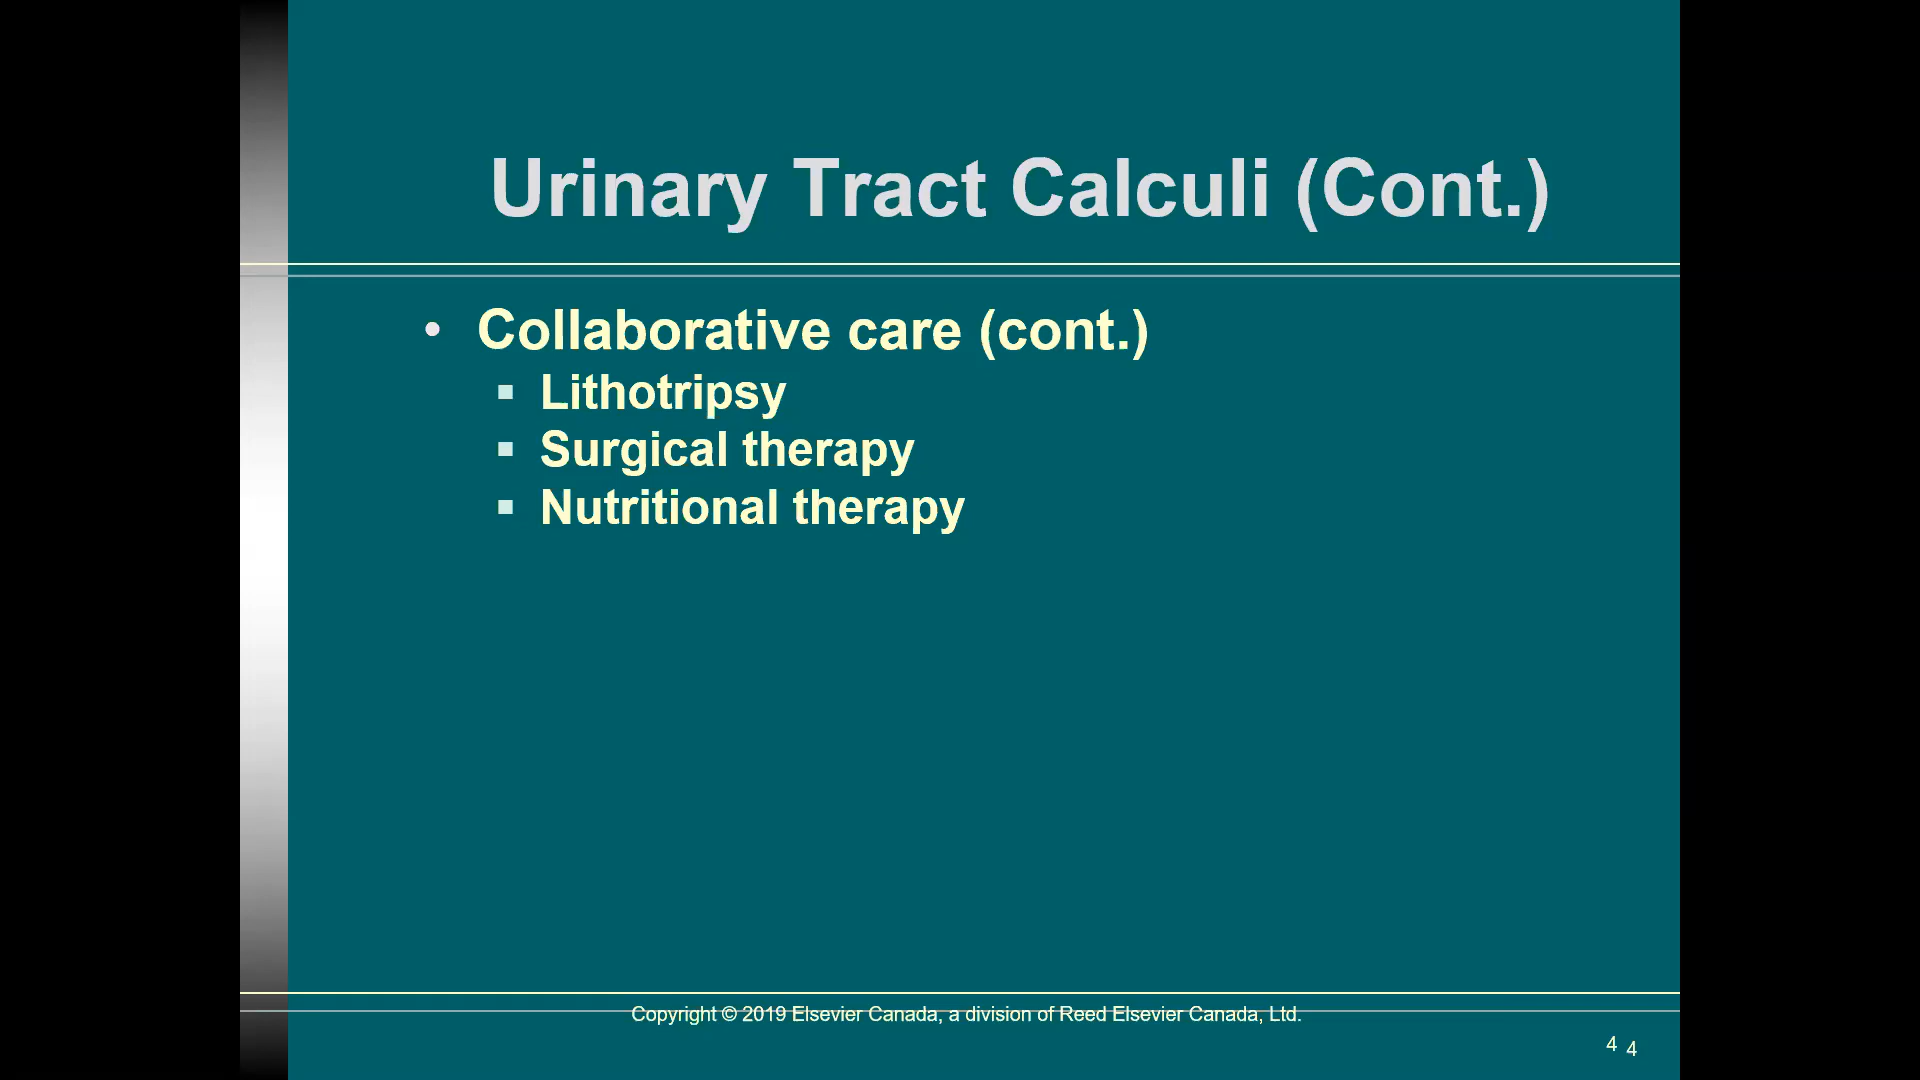 Urinary Tract Calculi (Cont.)
• Collaborative care (cont.)
▪ Lithotripsy
▪ Surgical therapy
▪ Nutritional therapy
Copyright © 2019 Elsevier Canada, a division of Reed Elsevier Canada, Ltd.
4 4